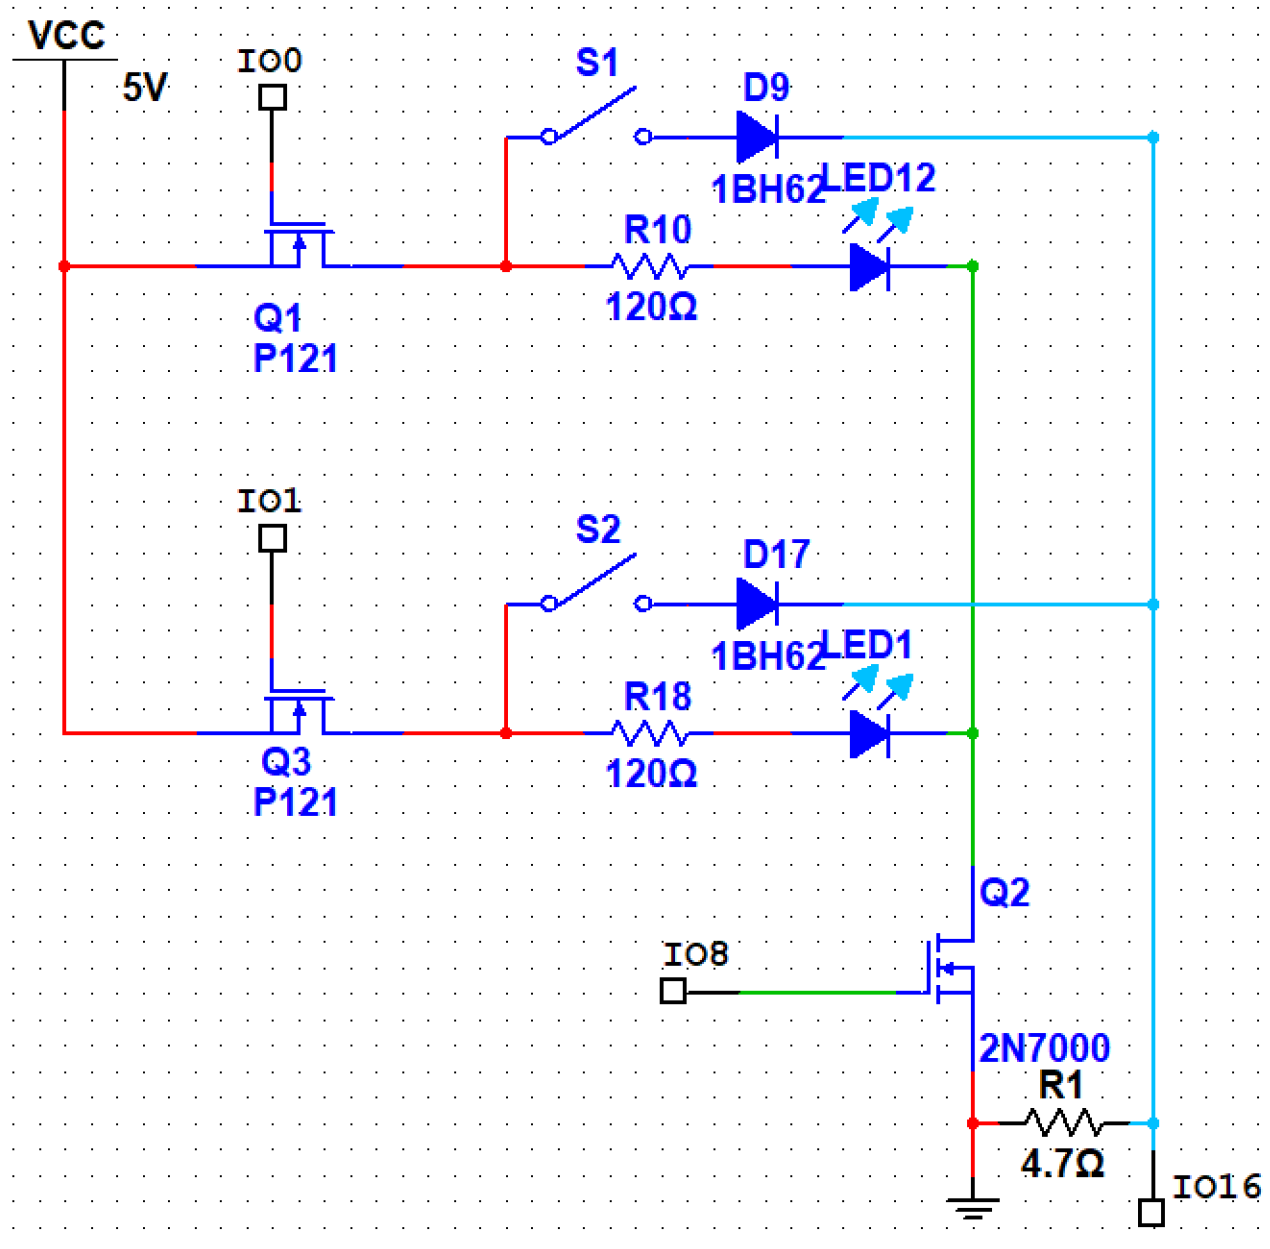 VCC
5V
IO0
S1
D9
1BH62
LED12
R10
120Ω
Q1
P121
IO1
S2
D17
1BH62
LED1
R18
120Ω
Q3
P121
Q2
IO8
2N7000
R1
4.7Ω
IO16